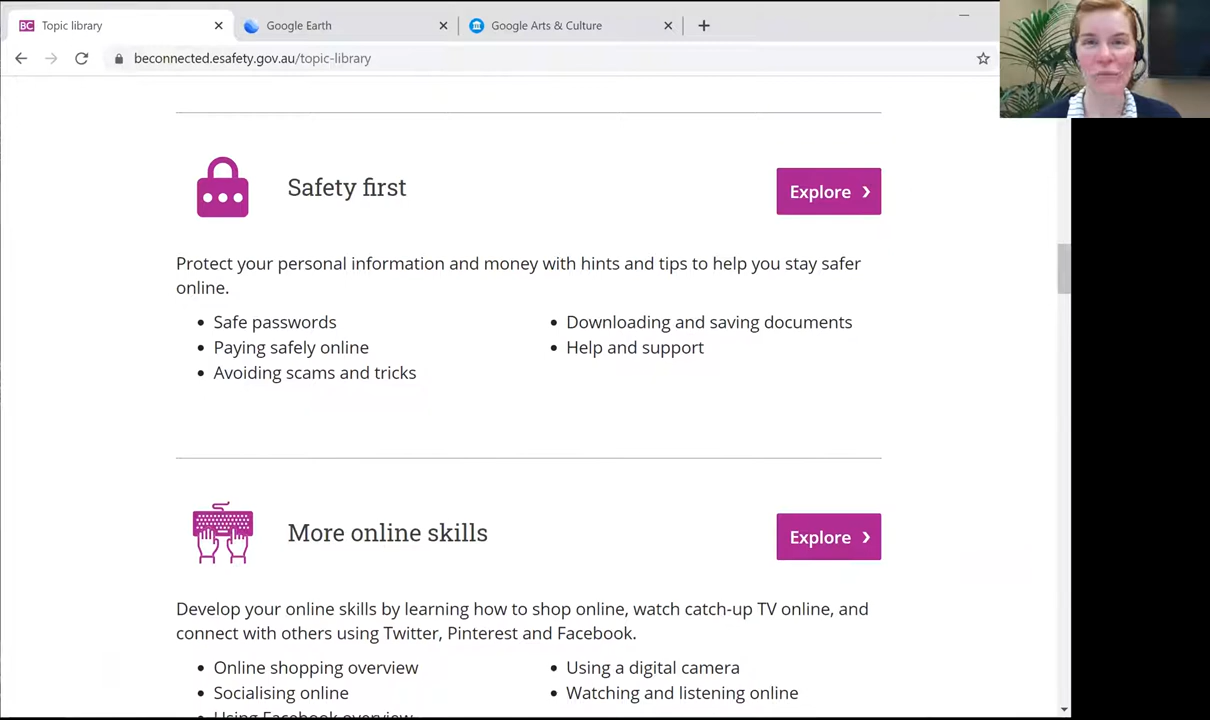 BC Topic library
Google Earth
Google Arts & Culture
beconnected.esafety.gov.au/topic-library
Safety first
Explore
Protect your personal information and money with hints and tips to help you stay safer
online.
Safe passwords
Downloading and saving documents
Paying safely online
Help and support
Avoiding scams and tricks
More online skills
Explore
Develop your online skills by learning how to shop online, watch catch-up TV online, and
connect with others using Twitter, Pinterest and Facebook.
Online shopping overview
Using a digital camera
Socialising online
Watching and listening online
Using Facebook overview